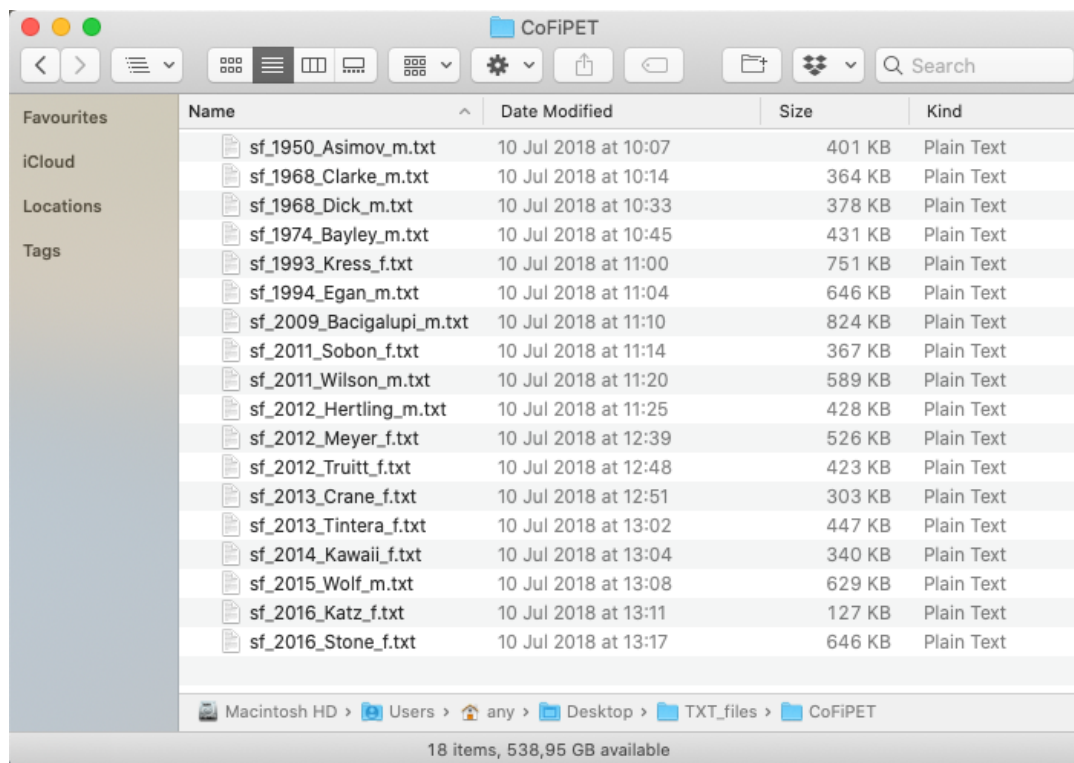 CoFiPET
Search
Favourites
iCloud
Locations
Tags
Name Date Modified Size Kind
sf_1950_Asimov_m.txt 10 Jul 2018 at 10:07 401 KB Plain Text
sf_1968_Clarke_m.txt 10 Jul 2018 at 10:14 364 KB Plain Text
sf_1968_Dick_m.txt 10 Jul 2018 at 10:33 378 KB Plain Text
sf_1974_Bayley_m.txt 10 Jul 2018 at 10:45 431 KB Plain Text
sf_1993_Kress_f.txt 10 Jul 2018 at 11:00 751 KB Plain Text
sf_1994_Egan_m.txt 10 Jul 2018 at 11:04 646 KB Plain Text
sf_2009_Bacigalupi_m.txt 10 Jul 2018 at 11:10 824 KB Plain Text
sf_2011_Sobon_f.txt 10 Jul 2018 at 11:14 367 KB Plain Text
sf_2011_Wilson_m.txt 10 Jul 2018 at 11:20 589 KB Plain Text
sf_2012_Hertling_m.txt 10 Jul 2018 at 11:25 428 KB Plain Text
sf_2012_Meyer_f.txt 10 Jul 2018 at 12:39 526 KB Plain Text
sf_2012_Truitt_f.txt 10 Jul 2018 at 12:48 423 KB Plain Text
sf_2013_Crane_f.txt 10 Jul 2018 at 12:51 303 KB Plain Text
sf_2013_Tintera_f.txt 10 Jul 2018 at 13:02 447 KB Plain Text
sf_2014_Kawaii_f.txt 10 Jul 2018 at 13:04 340 KB Plain Text
sf_2015_Wolf_m.txt 10 Jul 2018 at 13:08 629 KB Plain Text
sf_2016_Katz_f.txt 10 Jul 2018 at 13:11 127 KB Plain Text
sf_2016_Stone_f.txt 10 Jul 2018 at 13:17 646 KB Plain Text
Macintosh HD › Users › any › Desktop › TXT_files › CoFiPET
18 items, 538,95 GB available